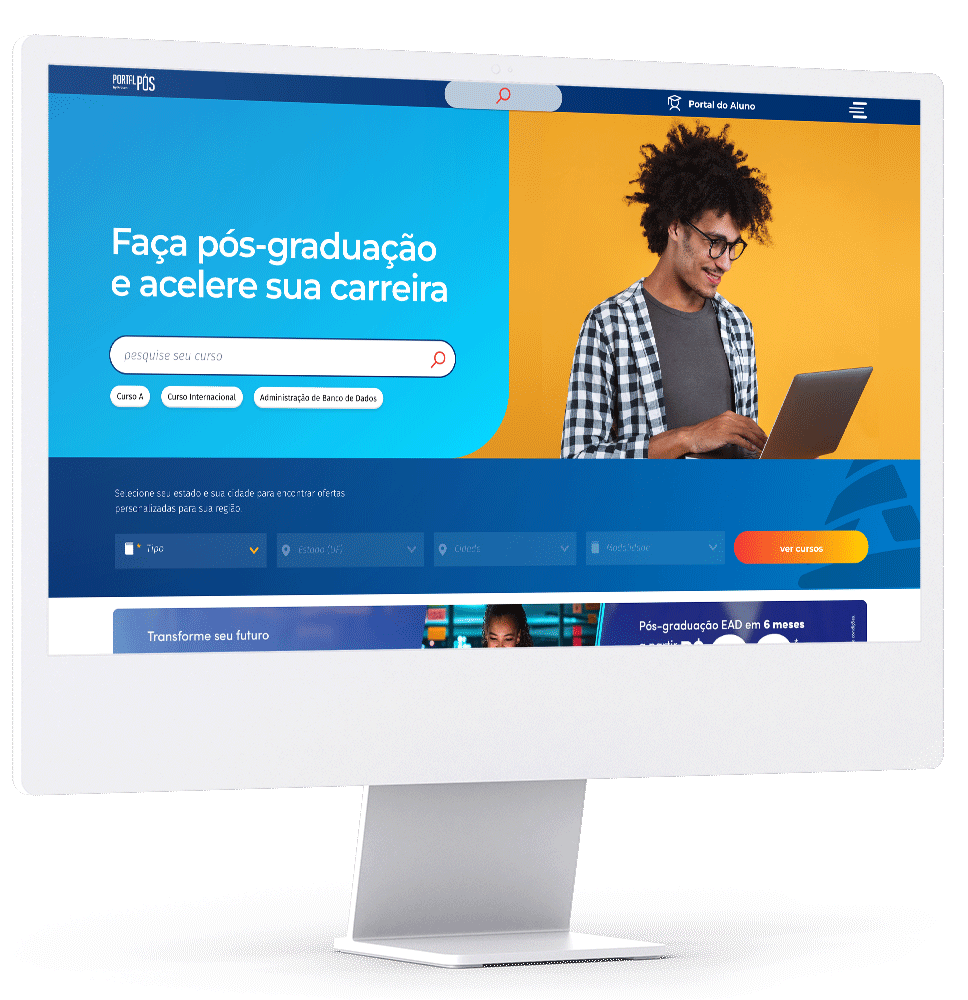 PORTAL PÓS
Portal do Aluno
Faça pós-graduação
e acelere sua carreira
pesquise seu curso
Curso A
Curso Internacional
Administração de Banco de Dados
Selecione seu estado e sua cidade para encontrar ofertas
personalizadas para sua região.
* Tipo
Estado (UF)
Cidade
Modalidade
ver cursos
Transforme seu futuro
Pós-graduação EAD em 6 meses